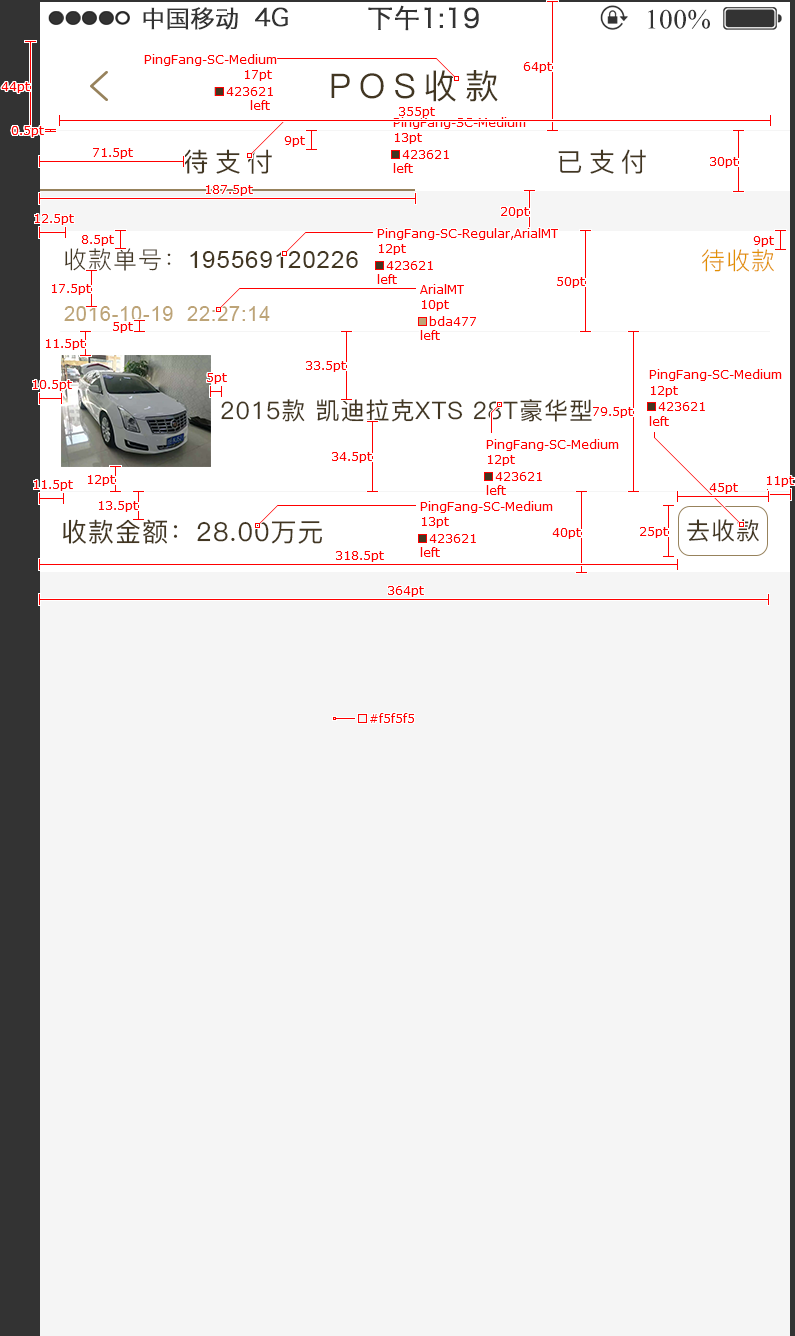 中国移动 4G 下午1:19 100%
PingFang-SC-Medium
17pt
423621
left
64pt
44pt
POS收款
355pt
0.5pt
PingFang-SC-Medium
13pt
423621
left
9pt
71.5pt
待支付
已支付
30pt
187.5pt
20pt
12.5pt
8.5pt
PingFang-SC-Regular,ArialMT
12pt
423621
left
9pt
收款单号：195569120226
待收款
17.5pt
50pt
ArialMT
10pt
bda477
left
2016-10-19 22:27:14
5pt
11.5pt
33.5pt
5pt
10.5pt
PingFang-SC-Medium
12pt
423621
left
2015款 凯迪拉克XTS 28T豪华型
79.5pt
PingFang-SC-Medium
12pt
423621
left
34.5pt
12pt
11.5pt
45pt
11pt
13.5pt
PingFang-SC-Medium
13pt
423621
left
收款金额：28.00万元
40pt
25pt
去收款
318.5pt
364pt
#f5f5f5